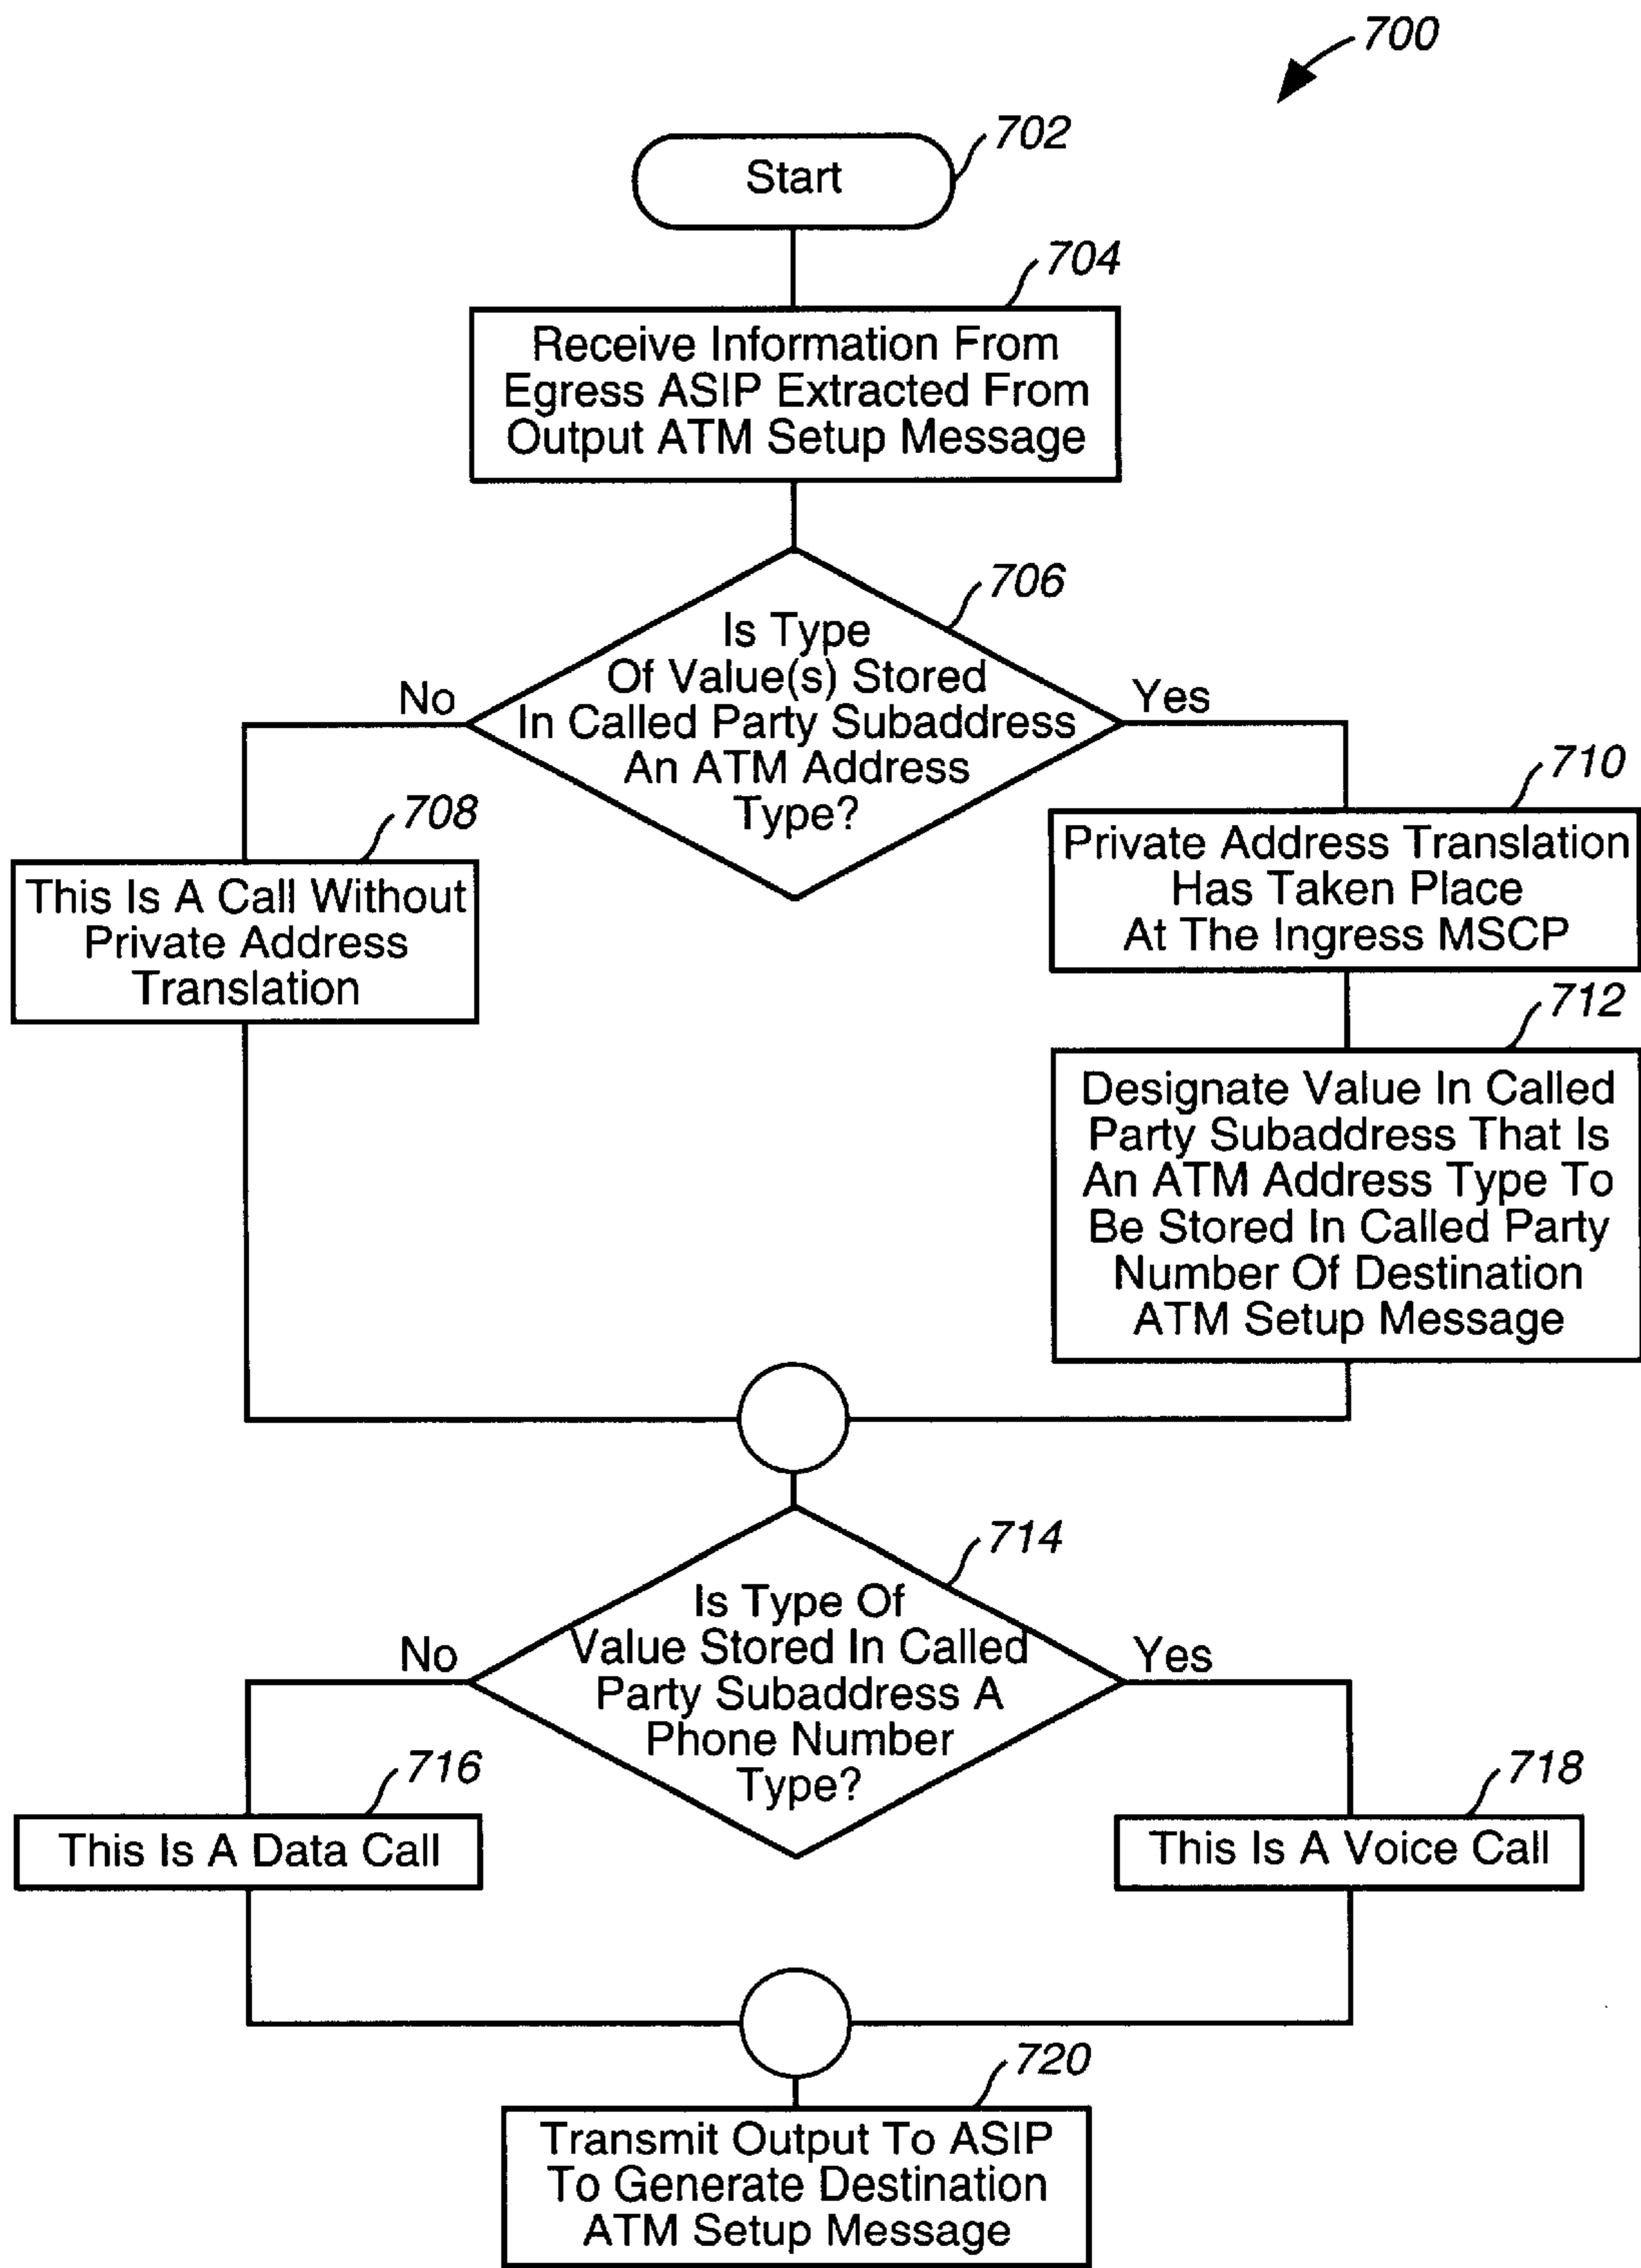 700
702
Start
704
Receive Information From
Egress ASIP Extracted From
Output ATM Setup Message
706
Is Type
Of Value(s) Stored
In Called Party Subaddress
An ATM Address
Type?
No
Yes
708
This Is A Call Without
Private Address
Translation
710
Private Address Translation
Has Taken Place
At The Ingress MSCP
712
Designate Value In Called
Party Subaddress That Is
An ATM Address Type To
Be Stored In Called Party
Number Of Destination
ATM Setup Message
714
Is Type Of
Value Stored In Called
Party Subaddress A
Phone Number
Type?
No
Yes
716
This Is A Data Call
718
This Is A Voice Call
720
Transmit Output To ASIP
To Generate Destination
ATM Setup Message